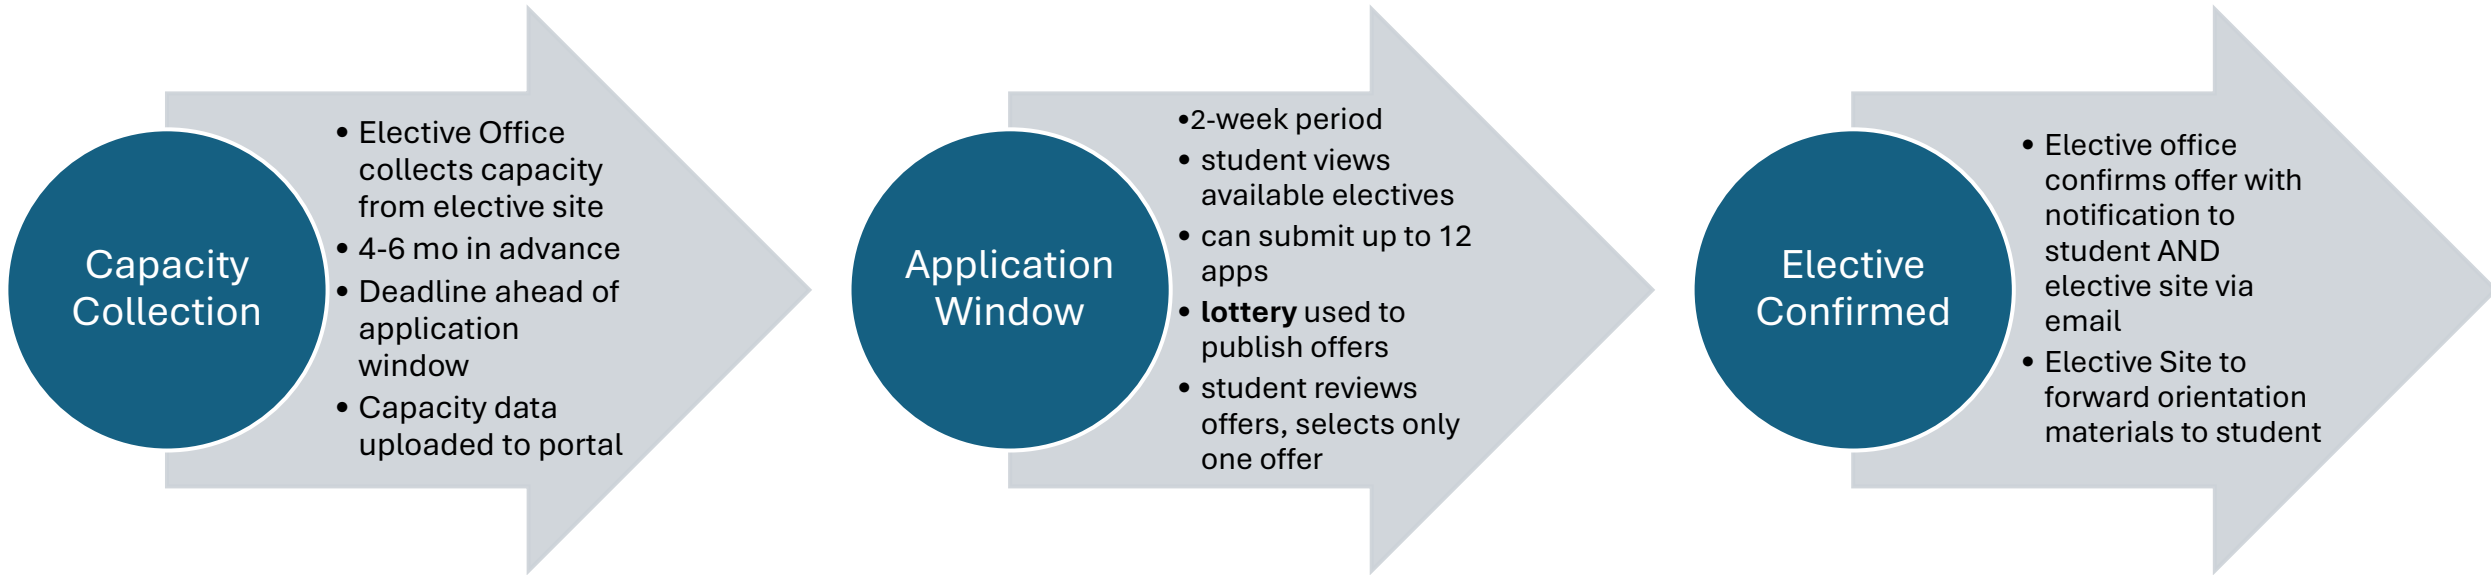 Capacity
Collection
• Elective Office
collects capacity
from elective site
• 4-6 mo in advance
• Deadline ahead of
application
window
• Capacity data
uploaded to portal
Application
Window
•2-week period
• student views
available electives
• can submit up to 12
apps
• lottery used to
publish offers
• student reviews
offers, selects only
one offer
Elective
Confirmed
• Elective office
confirms offer with
notification to
student AND
elective site via
email
• Elective Site to
forward orientation
materials to student